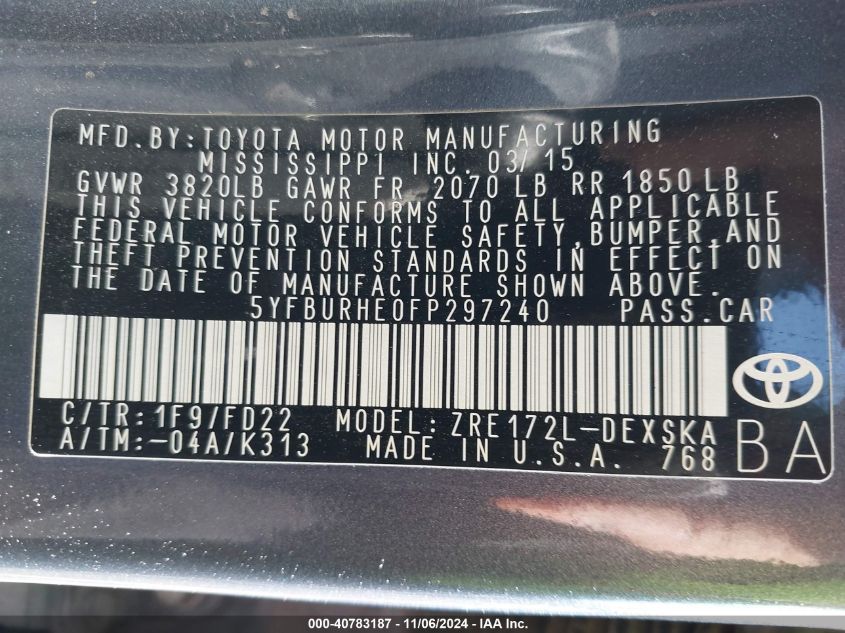 MFD.BY:TOYOTA MOTOR MANUFACTURING
MISSISSIPPI INC. 03/15
GVWR 3820LB GAWR FR 2070 LB RR 1850 LB
THIS VEHICLE CONFORMS TO ALL APPLICABLE
FEDERAL MOTOR VEHICLE SAFETY,BUMPER,AND
THEFT PREVENTION STANDARDS IN EFFECT ON
THE DATE OF MANUFACTURE SHOWN ABOVE.
5YFBURHE0FP297240 PASS.CAR
C/TR:1F9/FD22 MODEL:ZRE172L-DEXSKA
A/TM:-04A/K313 MADE IN U.S.A. 768 BA
000-40783187 - 11/06/2024 - IAA Inc.